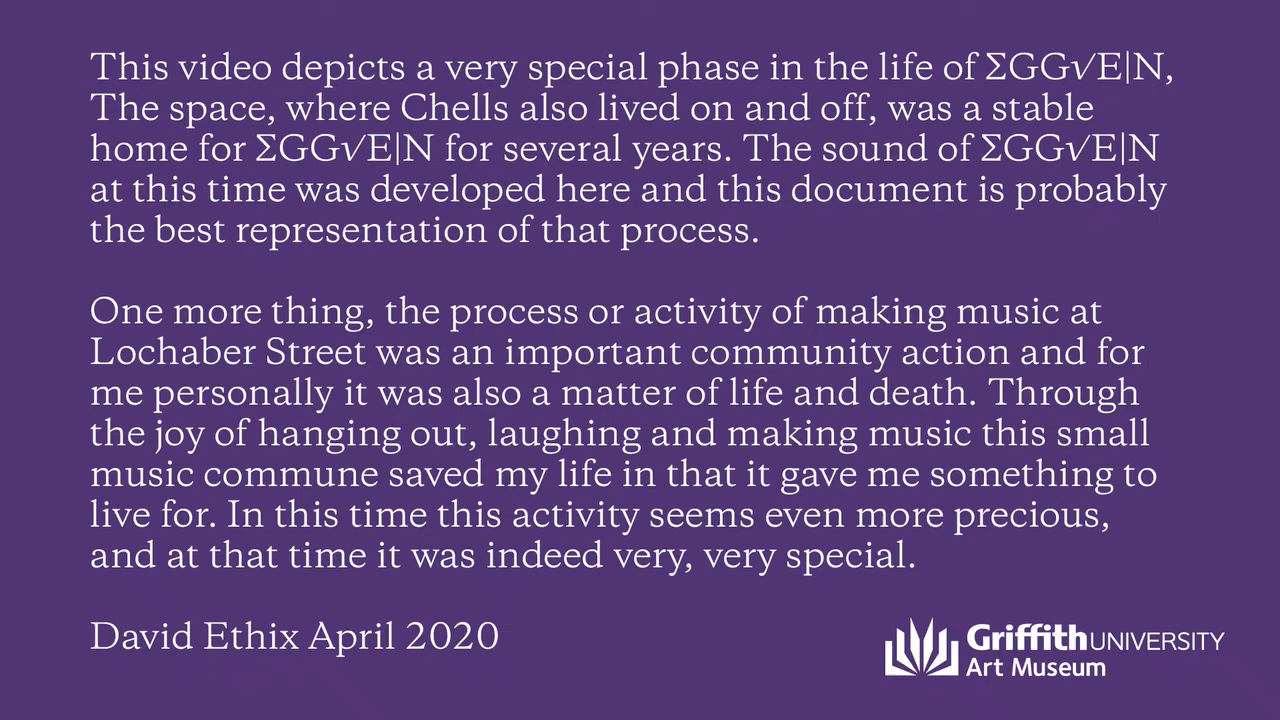 This video depicts a very special phase in the life of ΣGG√E|N,
The space, where Chells also lived on and off, was a stable
home for ΣGG√E|N for several years. The sound of ΣGG√E|N
at this time was developed here and this document is probably
the best representation of that process.
One more thing, the process or activity of making music at
Lochaber Street was an important community action and for
me personally it was also a matter of life and death. Through
the joy of hanging out, laughing and making music this small
music commune saved my life in that it gave me something to
live for. In this time this activity seems even more precious,
and at that time it was indeed very, very special.
David Ethix April 2020
Griffith UNIVERSITY
Art Museum